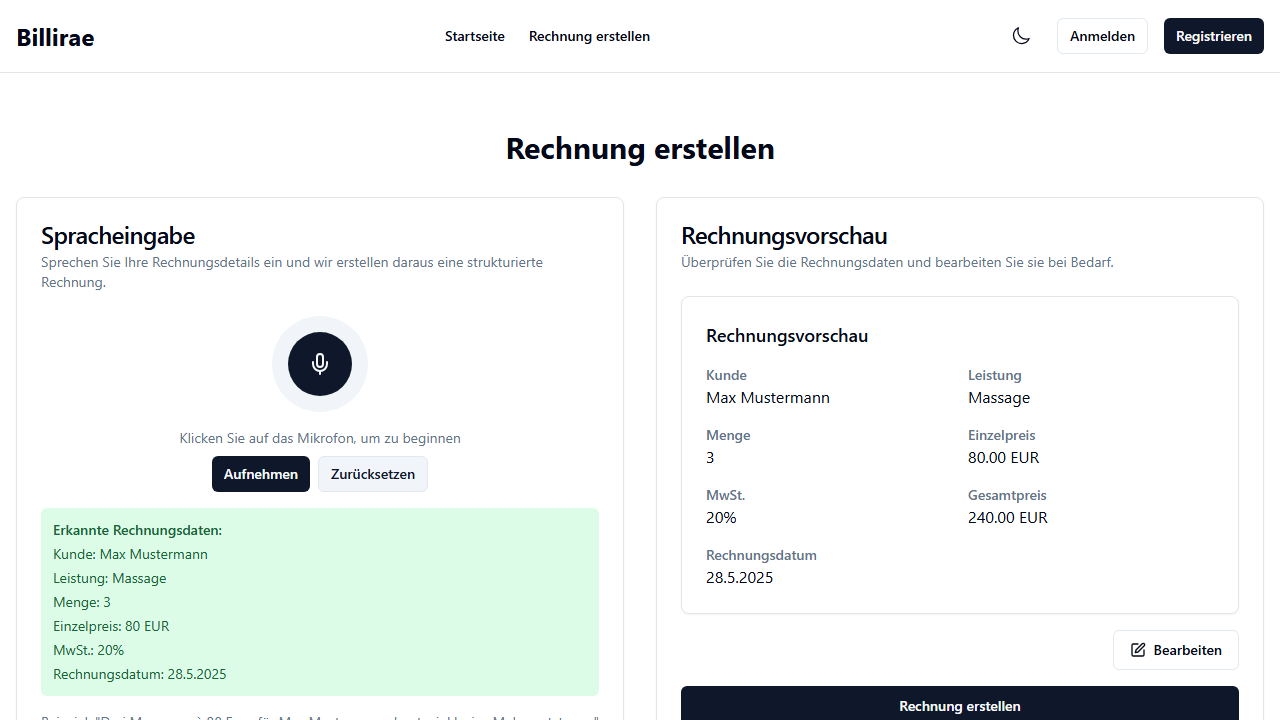 Billirae
Startseite
Rechnung erstellen
Anmelden
Registrieren
Rechnung erstellen
Spracheingabe
Sprechen Sie Ihre Rechnungsdetails ein und wir erstellen daraus eine strukturierte
Rechnung.
Klicken Sie auf das Mikrofon, um zu beginnen
Aufnehmen
Zurücksetzen
Erkannte Rechnungsdaten:
Kunde: Max Mustermann
Leistung: Massage
Menge: 3
Einzelpreis: 80 EUR
MwSt.: 20%
Rechnungsdatum: 28.5.2025
Rechnungsvorschau
Überprüfen Sie die Rechnungsdaten und bearbeiten Sie sie bei Bedarf.
Rechnungsvorschau
Kunde
Max Mustermann
Leistung
Massage
Menge
3
Einzelpreis
80.00 EUR
MwSt.
20%
Gesamtpreis
240.00 EUR
Rechnungsdatum
28.5.2025
Bearbeiten
Rechnung erstellen